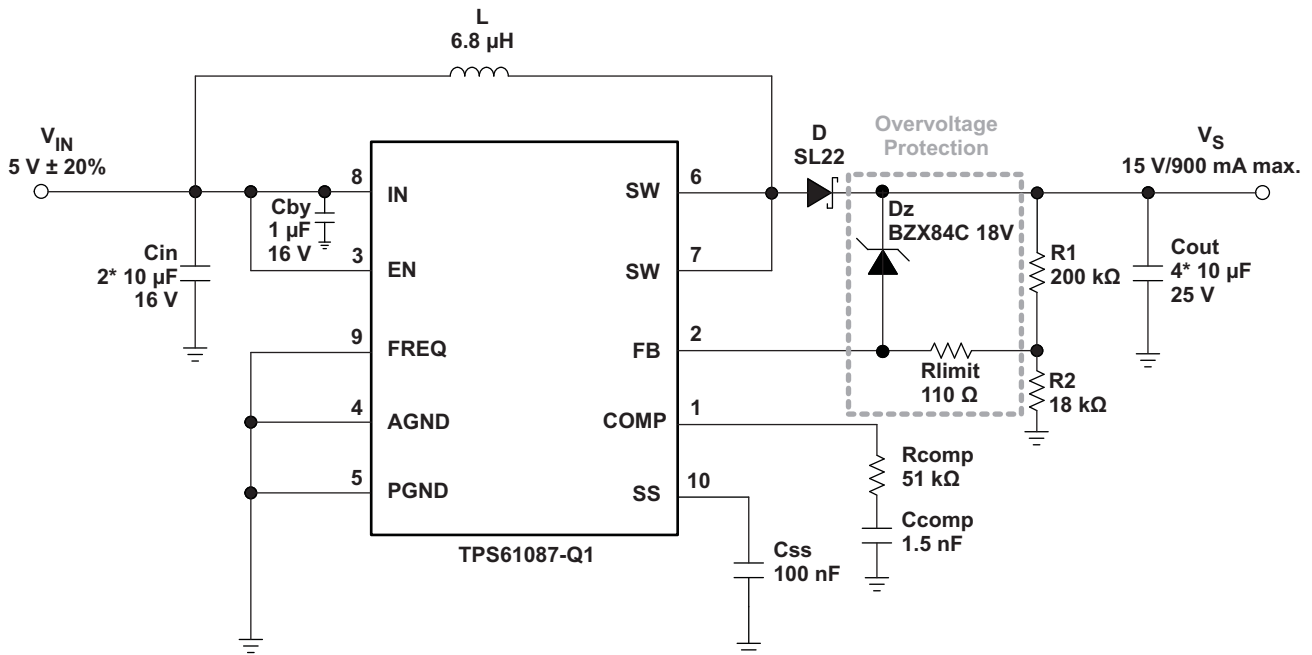 L
6.8 µH
V_IN
5 V ± 20%
Cin
2* 10 µF
16 V
Cby
1 µF
16 V
8
IN
3
EN
9
FREQ
4
AGND
5
PGND
6
SW
7
SW
2
FB
1
COMP
10
SS
TPS61087-Q1
D
SL22
Overvoltage
Protection
Dz
BZX84C 18V
Rlimit
110 Ω
V_S
15 V/900 mA max.
R1
200 kΩ
Cout
4* 10 µF
25 V
R2
18 kΩ
Rcomp
51 kΩ
Ccomp
1.5 nF
Css
100 nF